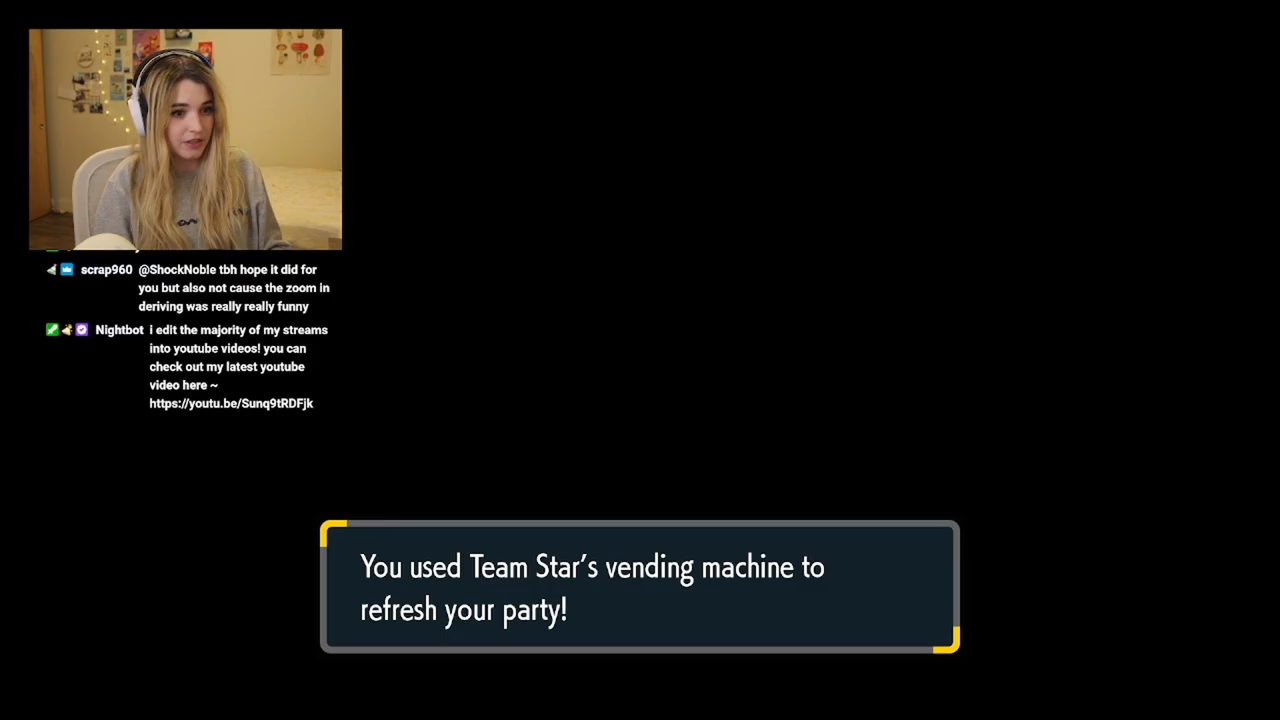 scrap960 @ShockNoble tbh hope it did for
you but also not cause the zoom in
deriving was really really funny
Nightbot i edit the majority of my streams
into youtube videos! you can
check out my latest youtube
video here ~
https://youtu.be/Sunq9tRDFjk
You used Team Star's vending machine to
refresh your party!